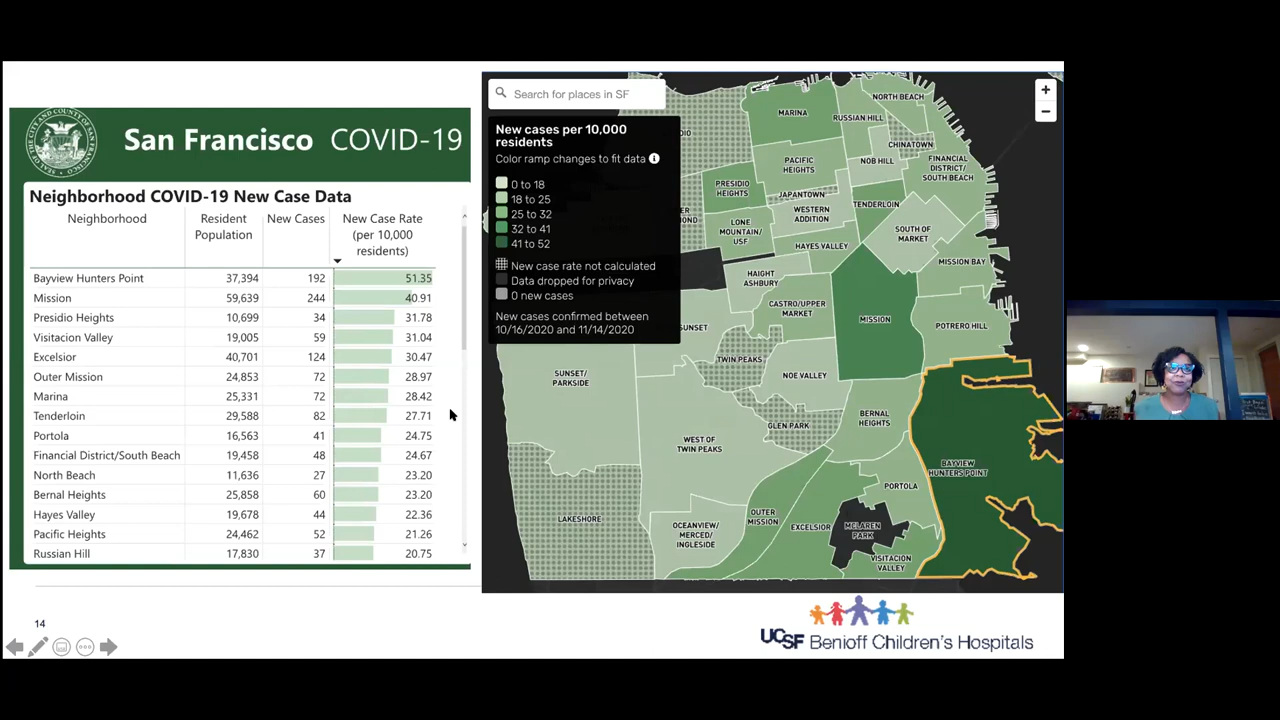 San Francisco COVID-19
Neighborhood COVID-19 New Case Data
Neighborhood Resident Population New Cases New Case Rate (per 10,000 residents)
Bayview Hunters Point 37,394 192 51.35
Mission 59,639 244 40.91
Presidio Heights 10,699 34 31.78
Visitacion Valley 19,005 59 31.04
Excelsior 40,701 124 30.47
Outer Mission 24,853 72 28.97
Marina 25,331 72 28.42
Tenderloin 29,588 82 27.71
Portola 16,563 41 24.75
Financial District/South Beach 19,458 48 24.67
North Beach 11,636 27 23.20
Bernal Heights 25,858 60 23.20
Hayes Valley 19,678 44 22.36
Pacific Heights 24,462 52 21.26
Russian Hill 17,830 37 20.75
14
Search for places in SF
New cases per 10,000
residents
Color ramp changes to fit data
0 to 18
18 to 25
25 to 32
32 to 41
41 to 52
New case rate not calculated
Data dropped for privacy
0 new cases
New cases confirmed between
10/16/2020 and 11/14/2020
+
−
DIO
MARINA
NORTH BEACH
RUSSIAN HILL
CHINATOWN
NOB HILL
PACIFIC
HEIGHTS
FINANCIAL
DISTRICT/
SOUTH BEACH
PRESIDIO
HEIGHTS
JAPANTOWN
WESTERN
ADDITION
TENDERLOIN
ER
MOND
LONE
MOUNTAIN/
USF
HAYES VALLEY
SOUTH OF
MARKET
MISSION BAY
HAIGHT
ASHBURY
CASTRO/UPPER
MARKET
MISSION
POTRERO HILL
SUNSET
TWIN PEAKS
NOE VALLEY
SUNSET/
PARKSIDE
GLEN PARK
BERNAL
HEIGHTS
WEST OF
TWIN PEAKS
BAYVIEW
HUNTERS POINT
PORTOLA
LAKESHORE
OCEANVIEW/
MERCED/
INGLESIDE
OUTER
MISSION
EXCELSIOR
MCLAREN
PARK
VISITACION
VALLEY
UCSF Benioff Children's Hospitals